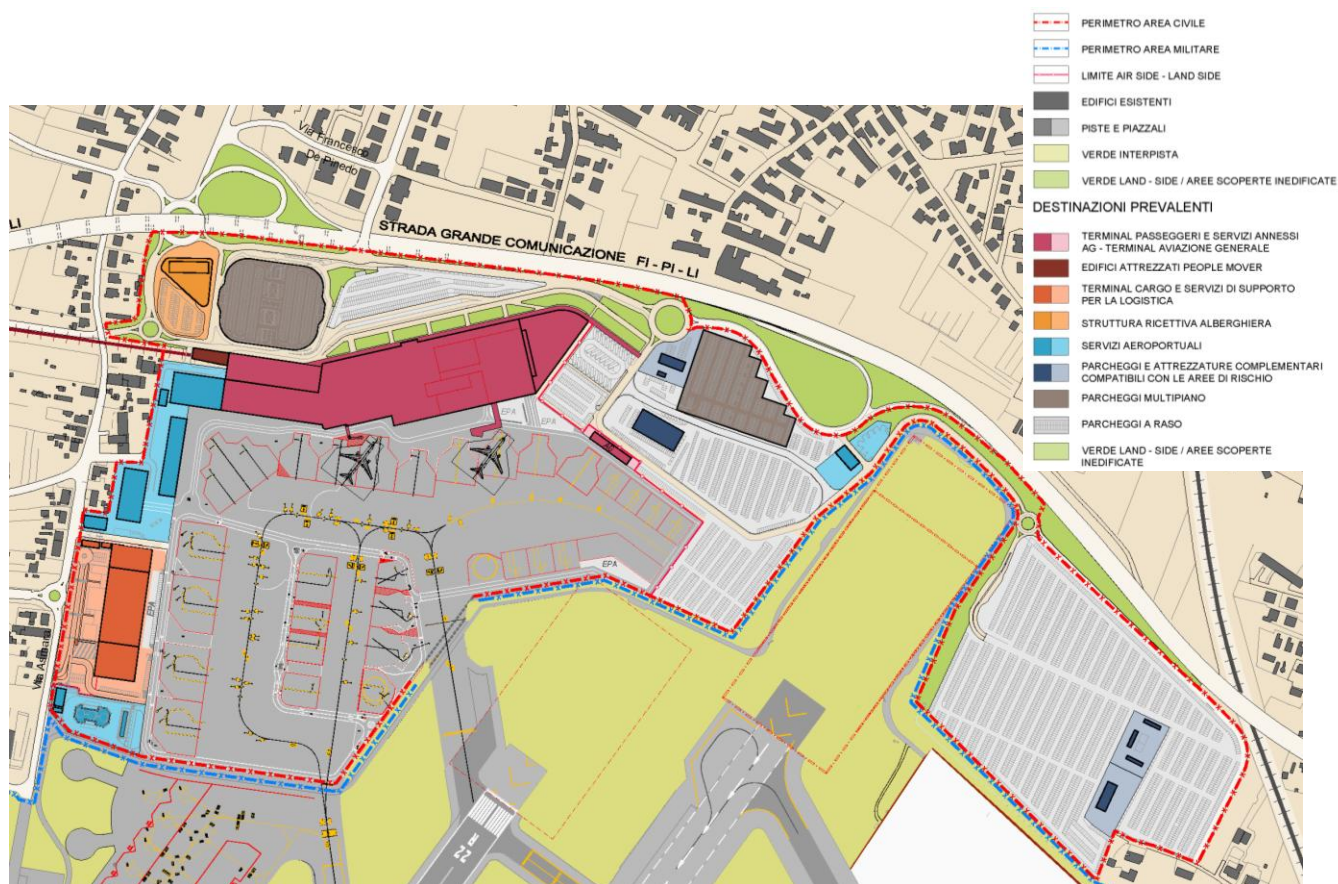 PERIMETRO AREA CIVILE
PERIMETRO AREA MILITARE
LIMITE AIR SIDE - LAND SIDE
EDIFICI ESISTENTI
PISTE E PIAZZALI
VERDE INTERPISTA
VERDE LAND - SIDE / AREE SCOPERTE INEDIFICATE
DESTINAZIONI PREVALENTI
TERMINAL PASSEGGERI E SERVIZI ANNESSI
AG - TERMINAL AVIAZIONE GENERALE
EDIFICI ATTREZZATI PEOPLE MOVER
TERMINAL CARGO E SERVIZI DI SUPPORTO
PER LA LOGISTICA
STRUTTURA RICETTIVA ALBERGHIERA
SERVIZI AEROPORTUALI
PARCHEGGI E ATTREZZATURE COMPLEMENTARI
COMPATIBILI CON LE AREE DI RISCHIO
PARCHEGGI MULTIPIANO
PARCHEGGI A RASO
VERDE LAND - SIDE / AREE SCOPERTE
INEDIFICATE
Via Francesco
De Pinedo
LI
STRADA GRANDE COMUNICAZIONE FI - PI - LI
EPA
EPA
EPA
EPA
Via Asmara
22
R